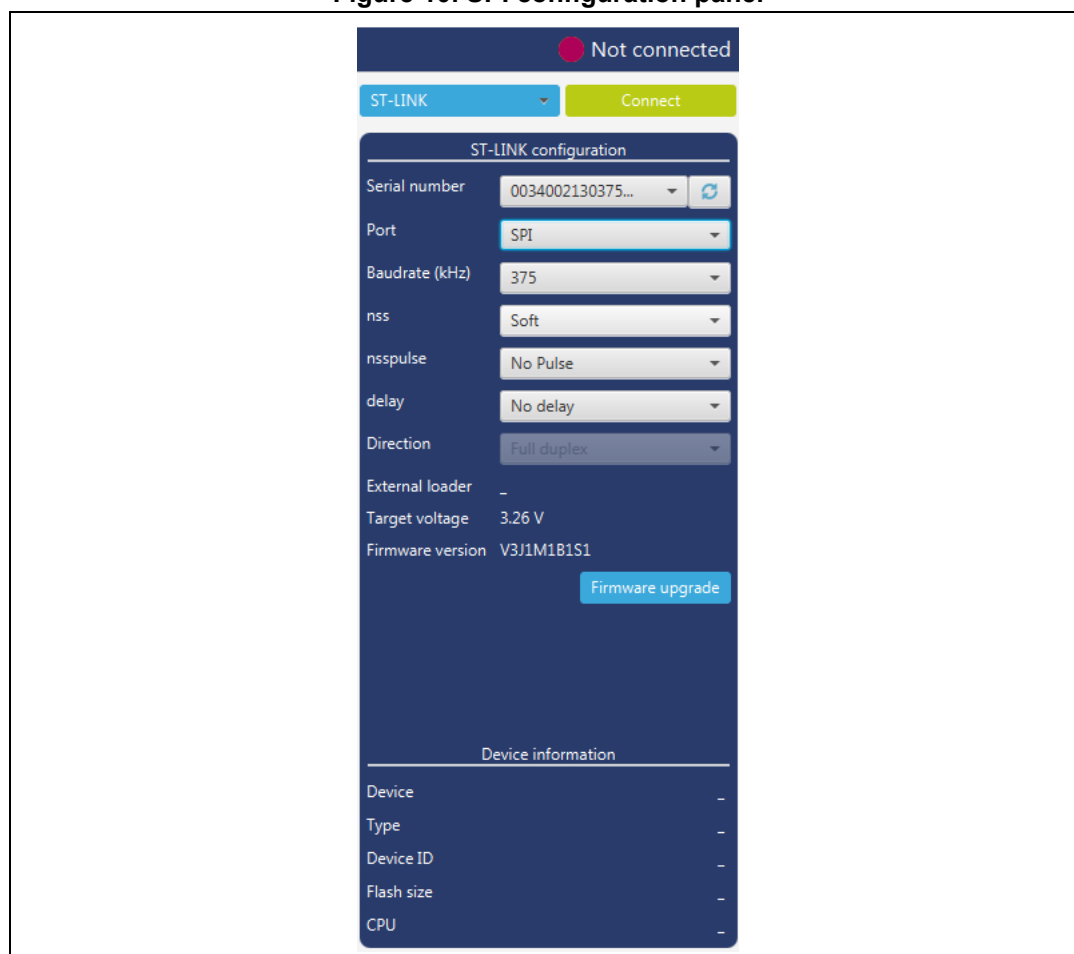 Not connected
ST-LINK Connect
ST-LINK configuration
Serial number 0034002130375...
Port SPI
Baudrate (kHz) 375
nss Soft
nsspulse No Pulse
delay No delay
Direction Full duplex
External loader _
Target voltage 3.26 V
Firmware version V3J1M1B1S1
Firmware upgrade
Device information
Device _
Type _
Device ID _
Flash size _
CPU _